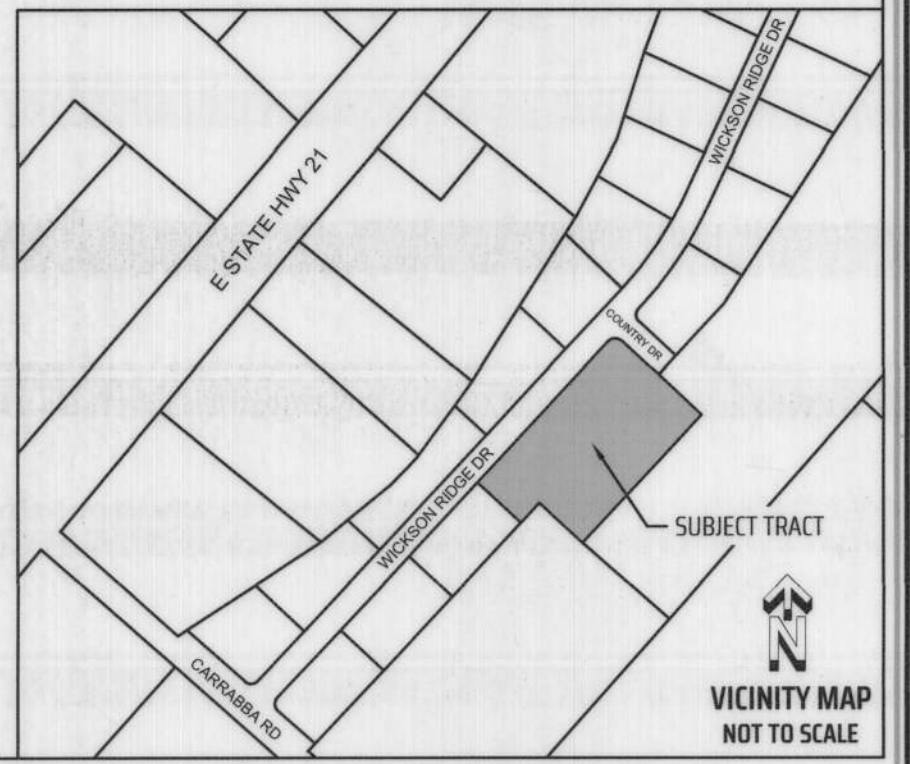 WICKSON RIDGE DR
E STATE HWY 21
COUNTRY DR
WICKSON RIDGE DR
SUBJECT TRACT
CARRABBA RD
N
VICINITY MAP
NOT TO SCALE